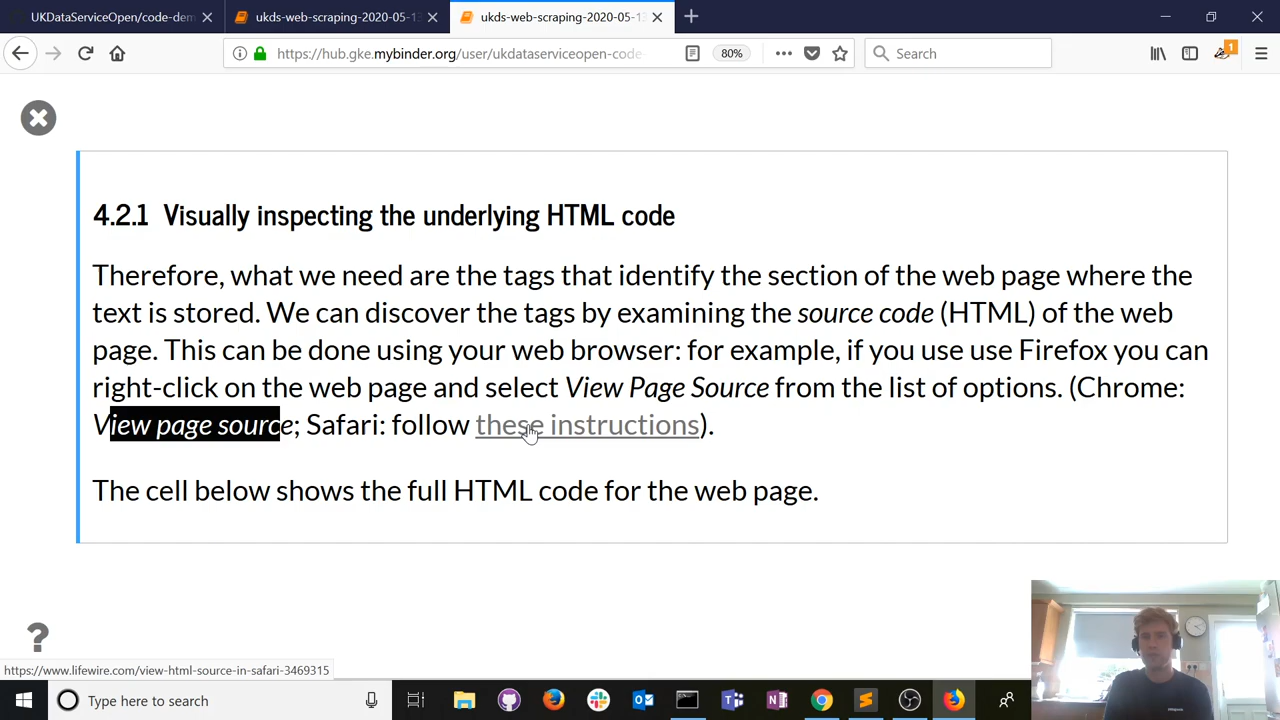 UKDataServiceOpen/code-dem
ukds-web-scraping-2020-05-1
ukds-web-scraping-2020-05-13
https://hub.gke.mybinder.org/user/ukdataserviceopen-code-
80%
Search
1
4.2.1 Visually inspecting the underlying HTML code
Therefore, what we need are the tags that identify the section of the web page where the
text is stored. We can discover the tags by examining the source code (HTML) of the web
page. This can be done using your web browser: for example, if you use use Firefox you can
right-click on the web page and select View Page Source from the list of options. (Chrome:
View page source; Safari: follow these instructions).
The cell below shows the full HTML code for the web page.
?
https://www.lifewire.com/view-html-source-in-safari-3469315
Type here to search